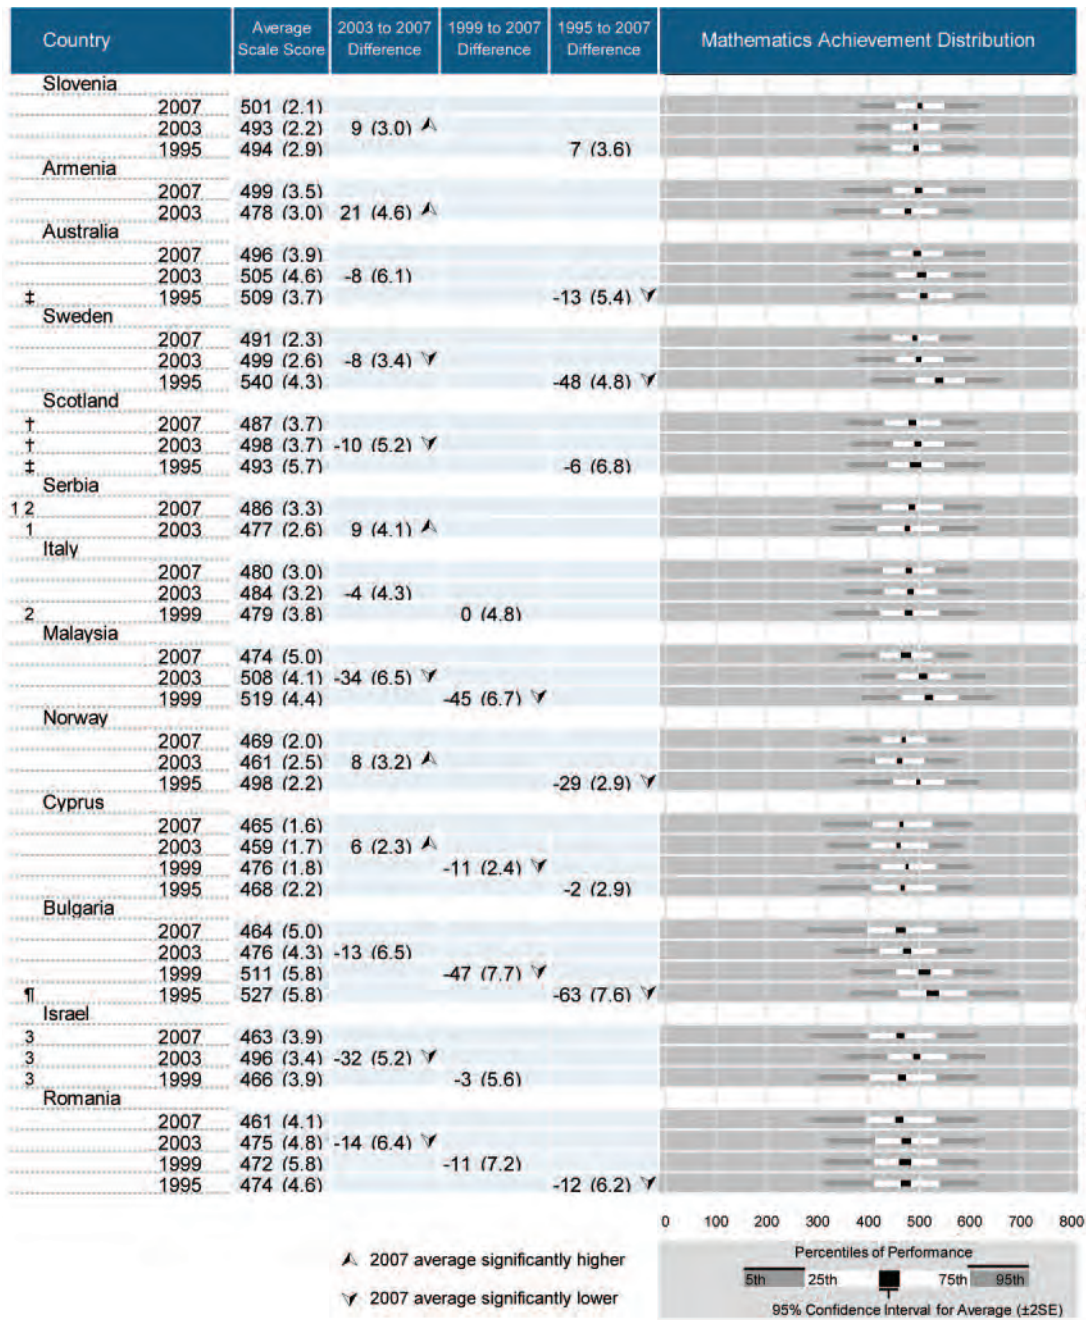 Country Average Scale Score 2003 to 2007 Difference 1999 to 2007 Difference 1995 to 2007 Difference Mathematics Achievement Distribution
Slovenia
2007 501 (2.1)
2003 493 (2.2) 9 (3.0)
1995 494 (2.9) 7 (3.6)
Armenia
2007 499 (3.5)
2003 478 (3.0) 21 (4.6)
Australia
2007 496 (3.9)
2003 505 (4.6) -8 (6.1)
‡ 1995 509 (3.7) -13 (5.4)
Sweden
2007 491 (2.3)
2003 499 (2.6) -8 (3.4)
1995 540 (4.3) -48 (4.8)
Scotland
† 2007 487 (3.7)
† 2003 498 (3.7) -10 (5.2)
‡ 1995 493 (5.7) -6 (6.8)
Serbia
1 2 2007 486 (3.3)
1 2003 477 (2.6) 9 (4.1)
Italy
2007 480 (3.0)
2003 484 (3.2) -4 (4.3)
2 1999 479 (3.8) 0 (4.8)
Malaysia
2007 474 (5.0)
2003 508 (4.1) -34 (6.5)
1999 519 (4.4) -45 (6.7)
Norway
2007 469 (2.0)
2003 461 (2.5) 8 (3.2)
1995 498 (2.2) -29 (2.9)
Cyprus
2007 465 (1.6)
2003 459 (1.7) 6 (2.3)
1999 476 (1.8) -11 (2.4)
1995 468 (2.2) -2 (2.9)
Bulgaria
2007 464 (5.0)
2003 476 (4.3) -13 (6.5)
1999 511 (5.8) -47 (7.7)
¶ 1995 527 (5.8) -63 (7.6)
Israel
3 2007 463 (3.9)
3 2003 496 (3.4) -32 (5.2)
3 1999 466 (3.9) -3 (5.6)
Romania
2007 461 (4.1)
2003 475 (4.8) -14 (6.4)
1999 472 (5.8) -11 (7.2)
1995 474 (4.6) -12 (6.2)
0 100 200 300 400 500 600 700 800
2007 average significantly higher
2007 average significantly lower
Percentiles of Performance
5th 25th 75th 95th
95% Confidence Interval for Average (±2SE)